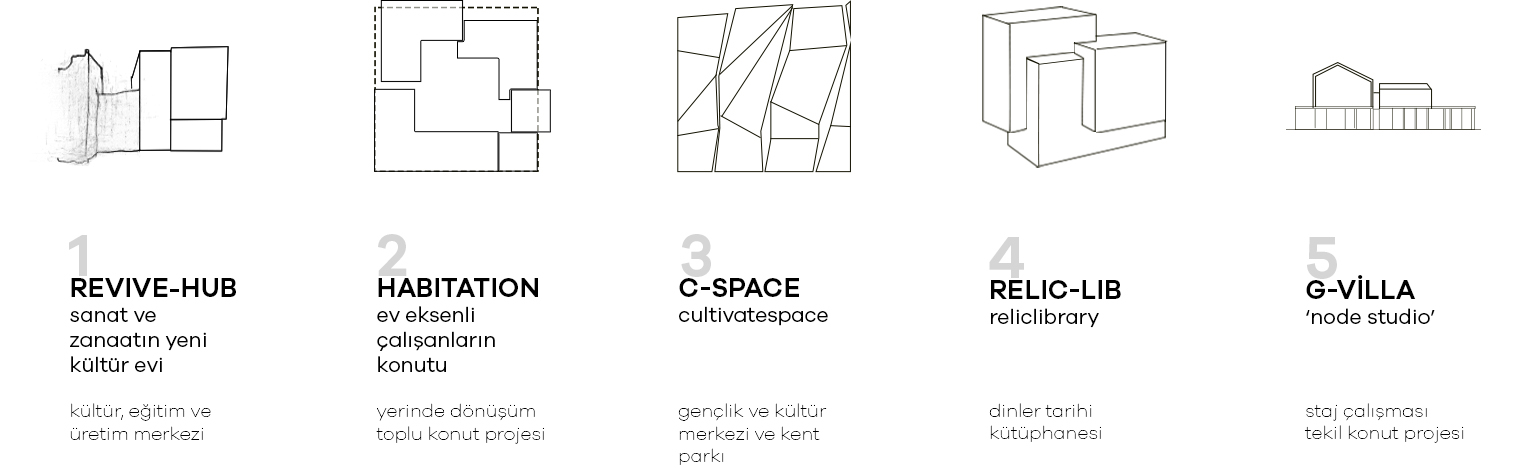 1
REVIVE-HUB
sanat ve
zanaatın yeni
kültür evi
kültür, eğitim ve
üretim merkezi
2
HABITATION
ev eksenli
çalışanların
konutu
yerinde dönüşüm
toplu konut projesi
3
C-SPACE
cultivatespace
gençlik ve kültür
merkezi ve kent
parkı
4
RELIC-LIB
reliclibrary
dinler tarihi
kütüphanesi
5
G-VİLLA
‘node studio’
staj çalışması
tekil konut projesi